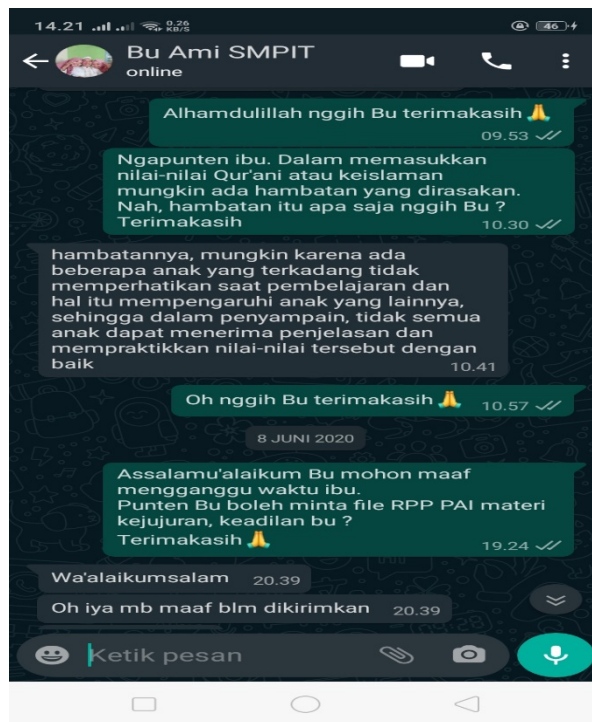 14.21 0.26 KB/S 46
Bu Ami SMPIT
online
Alhamdulillah nggih Bu terimakasih 🙏
09.53
Ngapunten ibu. Dalam memasukkan
nilai-nilai Qur'ani atau keislaman
mungkin ada hambatan yang dirasakan.
Nah, hambatan itu apa saja nggih Bu ?
Terimakasih 10.30
hambatannya, mungkin karena ada
beberapa anak yang terkadang tidak
memperhatikan saat pembelajaran dan
hal itu mempengaruhi anak yang lainnya,
sehingga dalam penyampain, tidak semua
anak dapat menerima penjelasan dan
mempraktikkan nilai-nilai tersebut dengan
baik 10.41
Oh nggih Bu terimakasih 🙏 10.57
8 JUNI 2020
Assalamu'alaikum Bu mohon maaf
mengganggu waktu ibu.
Punten Bu boleh minta file RPP PAI materi
kejujuran, keadilan bu ?
Terimakasih 🙏 19.24
Wa'alaikumsalam 20.39
Oh iya mb maaf blm dikirimkan 20.39
Ketik pesan